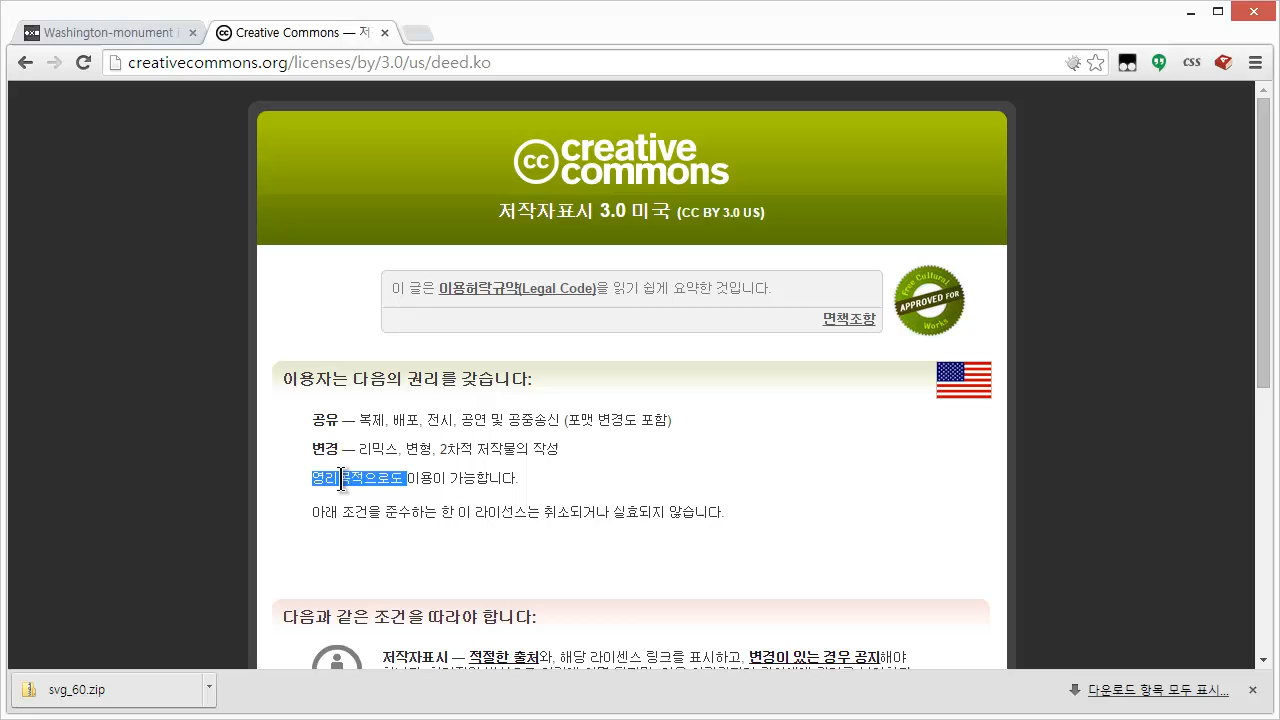 Washington-monument
Creative Commons — 저
creativecommons.org/licenses/by/3.0/us/deed.ko
css
cc creative commons
저작자표시 3.0 미국 (CC BY 3.0 US)
이 글은 이용허락규약(Legal Code)을 읽기 쉽게 요약한 것입니다.
면책조항
Free Cultural
APPROVED FOR
Works
이용자는 다음의 권리를 갖습니다:
공유 — 복제, 배포, 전시, 공연 및 공중송신 (포맷 변경도 포함)
변경 — 리믹스, 변형, 2차적 저작물의 작성
영리목적으로도 이용이 가능합니다.
아래 조건을 준수하는 한 이 라이선스는 취소되거나 실효되지 않습니다.
다음과 같은 조건을 따라야 합니다:
저작자표시 — 적절한 출처와, 해당 라이센스 링크를 표시하고, 변경이 있는 경우 공지해야
svg_60.zip
다운로드 항목 모두 표시...